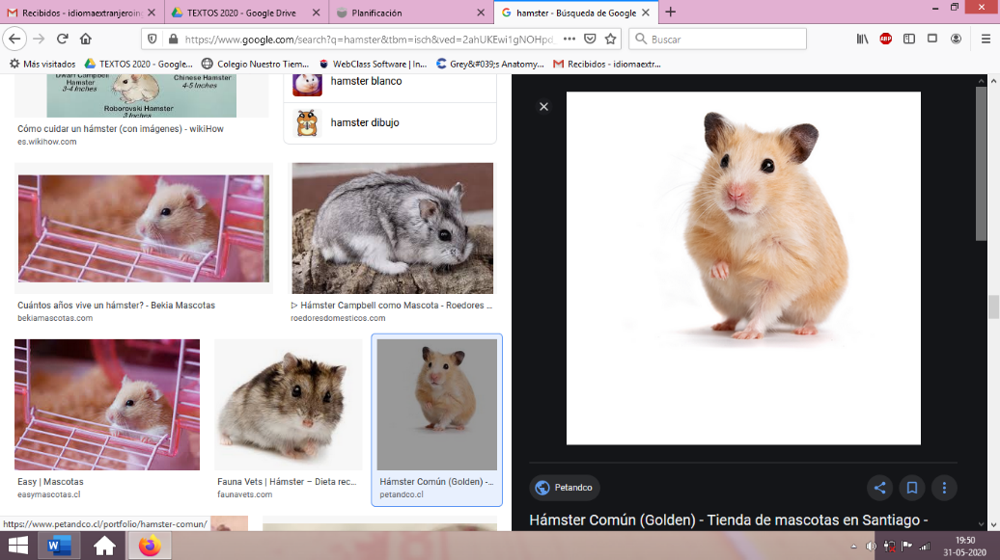 Recibidos - idiomaextranjeroing
TEXTOS 2020 - Google Drive
Planificación
hamster - Búsqueda de Google
https://www.google.com/search?q=hamster&tbm=isch&ved=2ahUKEwi1gNOHpd
Buscar
Más visitados
TEXTOS 2020 - Google...
Colegio Nuestro Tiem...
WebClass Software | In...
Grey&#039;s Anatomy...
Recibidos - idiomaextr...
Dwarf Campbell
Hamster
3-4 Inches
Chinese Hamster
4-5 Inches
Roborovski Hamster
3 Inches
Cómo cuidar un hámster (con imágenes) - wikiHow
es.wikihow.com
hamster blanco
hamster dibujo
Cuántos años vive un hámster? - Bekia Mascotas
bekiamascotas.com
▷ Hámster Campbell como Mascota - Roedores ...
roedoresdomesticos.com
Easy | Mascotas
easymascotas.cl
Fauna Vets | Hámster – Dieta rec...
faunavets.com
Hámster Común (Golden) -...
petandco.cl
Petandco
Hámster Común (Golden) - Tienda de mascotas en Santiago -
https://www.petandco.cl/portfolio/hamster-comun/
19:50
31-05-2020